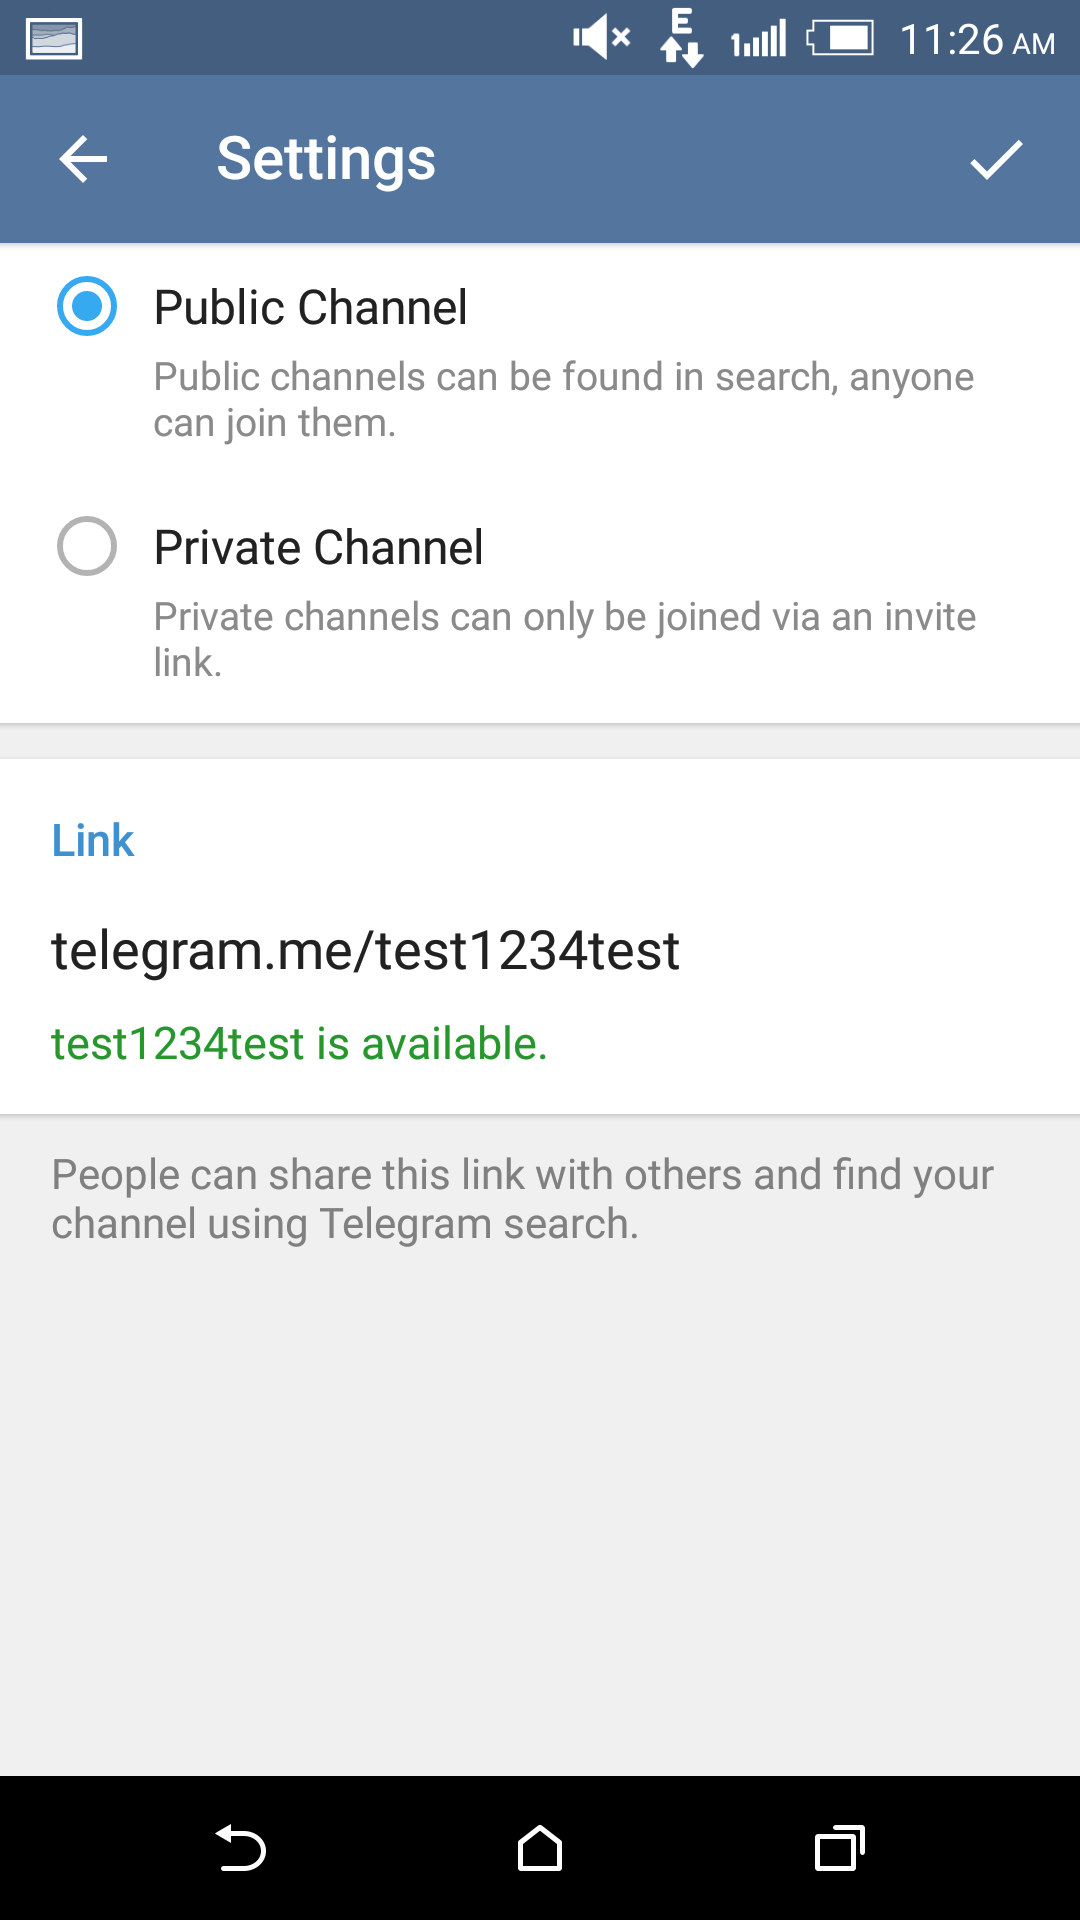 E
1
11:26 AM
Settings
Public Channel
Public channels can be found in search, anyone
can join them.
Private Channel
Private channels can only be joined via an invite
link.
Link
telegram.me/test1234test
test1234test is available.
People can share this link with others and find your
channel using Telegram search.